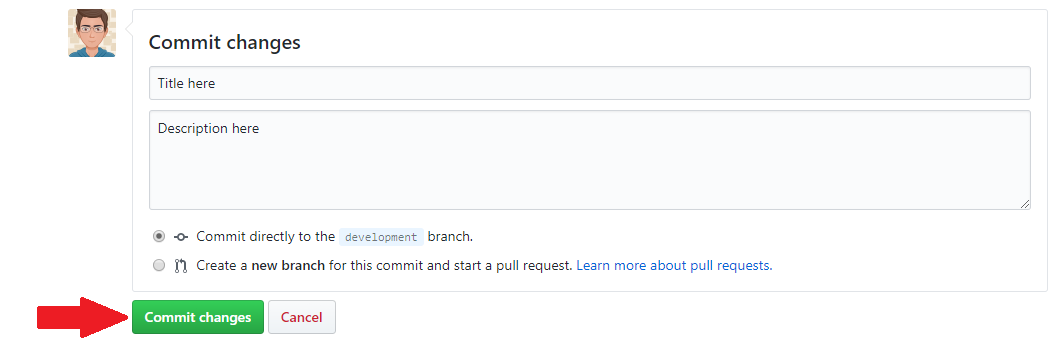 Commit changes
Title here
Description here
Commit directly to the development branch.
Create a new branch for this commit and start a pull request. Learn more about pull requests.
Commit changes Cancel